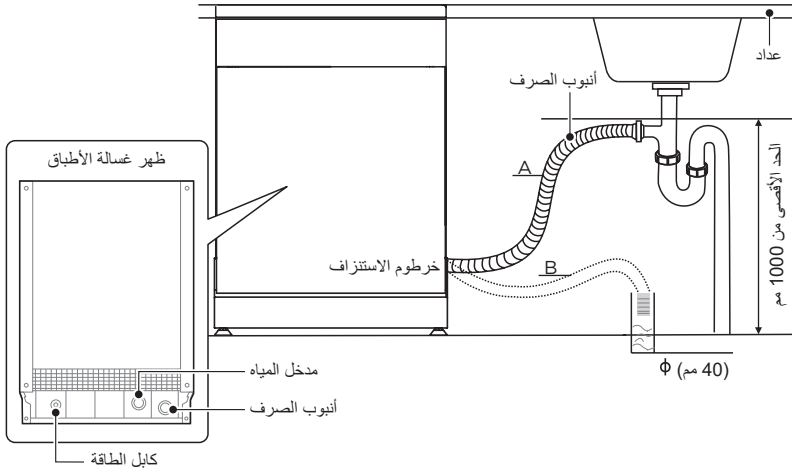 عداد
أنبوب الصرف
ظهر غسالة الأطباق
A
الحد الأقصى من 1000 مم
خرطوم الاستنزاف
B
مدخل المياه
φ (40 مم)
أنبوب الصرف
كابل الطاقة